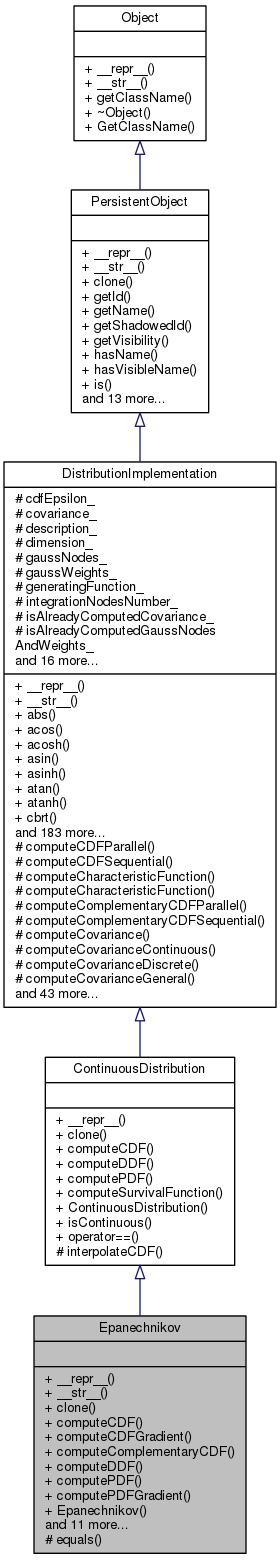 Object
+ __repr__()
+ __str__()
+ getClassName()
+ ~Object()
+ GetClassName()
PersistentObject
+ __repr__()
+ __str__()
+ clone()
+ getId()
+ getName()
+ getShadowedId()
+ getVisibility()
+ hasName()
+ hasVisibleName()
+ is()
and 13 more...
DistributionImplementation
# cdfEpsilon_
# covariance_
# description_
# dimension_
# gaussNodes_
# gaussWeights_
# generatingFunction_
# integrationNodesNumber_
# isAlreadyComputedCovariance_
# isAlreadyComputedGaussNodes
AndWeights_
and 16 more...
+ __repr__()
+ __str__()
+ abs()
+ acos()
+ acosh()
+ asin()
+ asinh()
+ atan()
+ atanh()
+ cbrt()
and 183 more...
# computeCDFParallel()
# computeCDFSequential()
# computeCharacteristicFunction()
# computeCharacteristicFunction()
# computeComplementaryCDFParallel()
# computeComplementaryCDFSequential()
# computeCovariance()
# computeCovarianceContinuous()
# computeCovarianceDiscrete()
# computeCovarianceGeneral()
and 43 more...
ContinuousDistribution
+ __repr__()
+ clone()
+ computeCDF()
+ computeDDF()
+ computePDF()
+ computeSurvivalFunction()
+ ContinuousDistribution()
+ isContinuous()
+ operator==()
# interpolateCDF()
Epanechnikov
+ __repr__()
+ __str__()
+ clone()
+ computeCDF()
+ computeCDFGradient()
+ computeComplementaryCDF()
+ computeDDF()
+ computePDF()
+ computePDFGradient()
+ Epanechnikov()
and 11 more...
# equals()